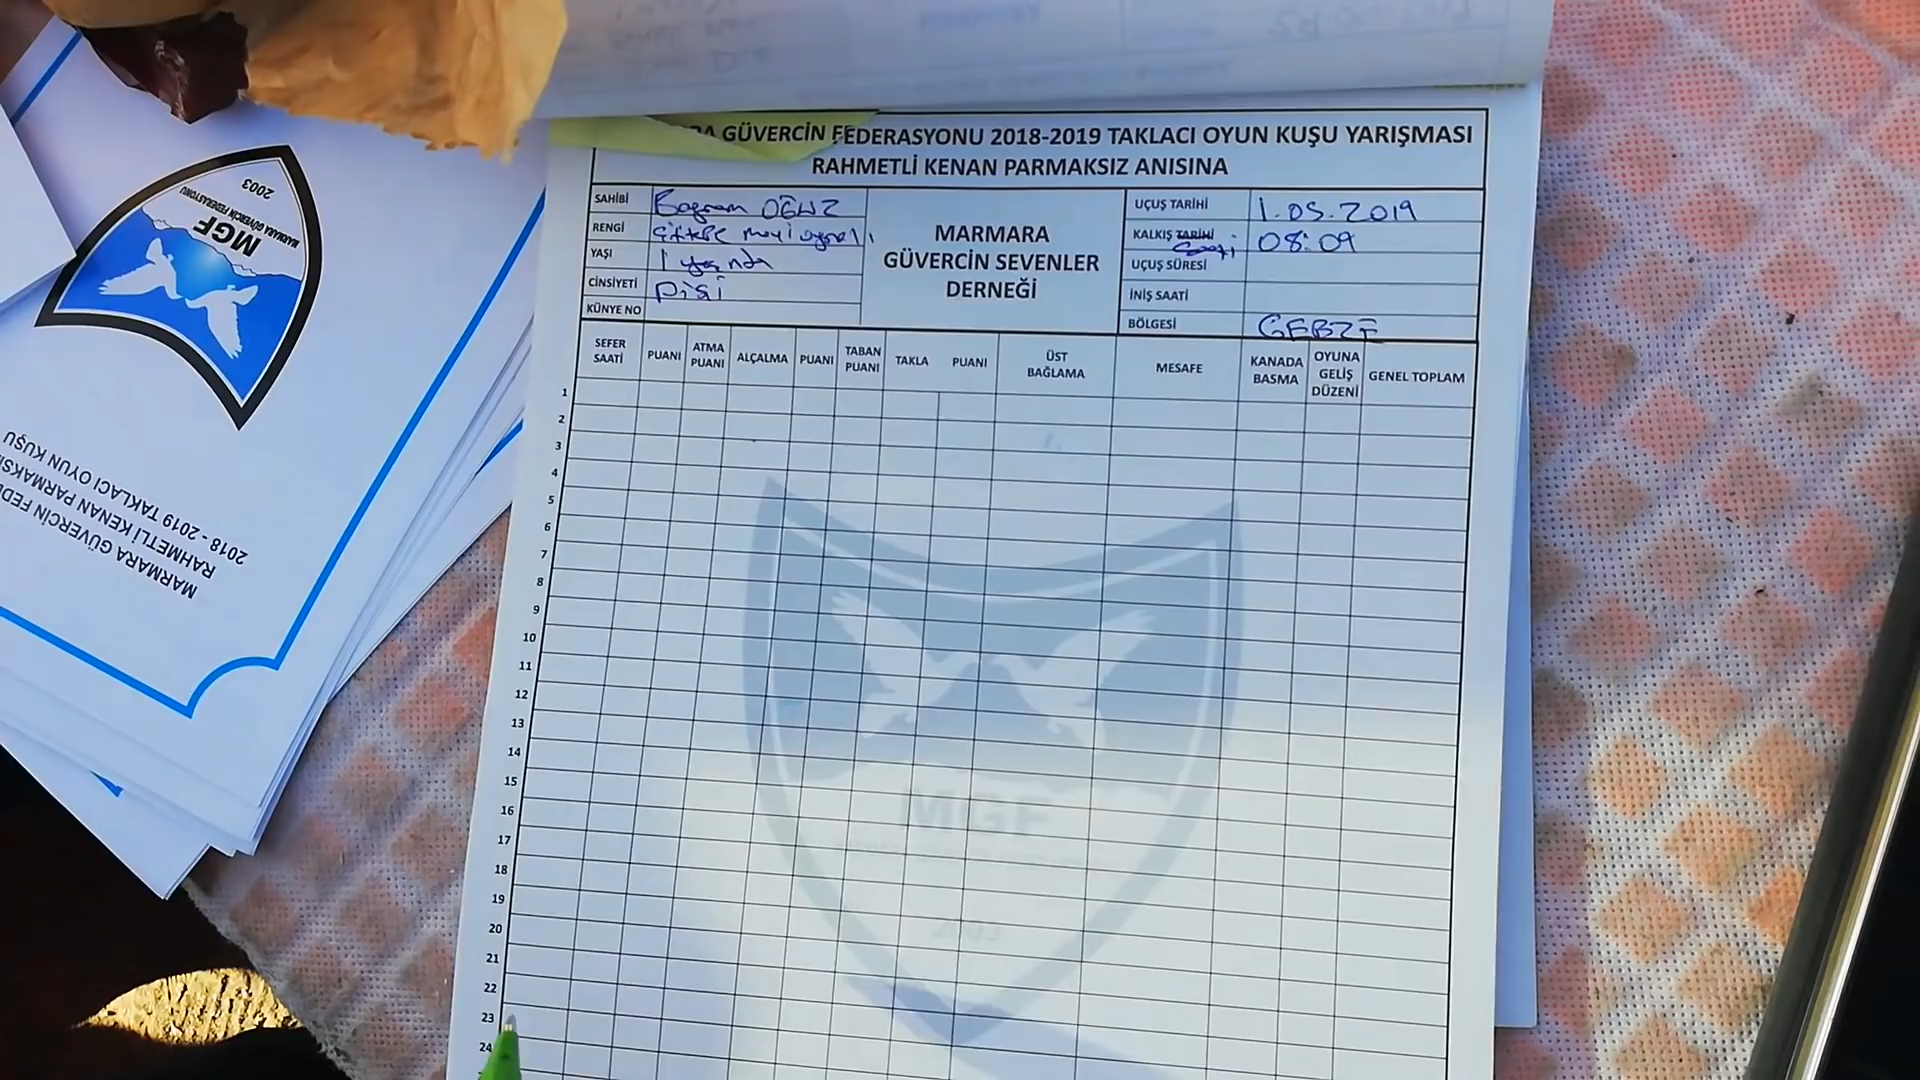 GÜVERCİN FEDERASYONU 2018-2019 TAKLACI OYUN KUŞU YARIŞMASI
RAHMETLİ KENAN PARMAKSIZ ANISINA
SAHİBİ Bayram OĞUZ
RENGİ
YAŞI 1 yaşında
CİNSİYETİ Dişi
KÜNYE NO
MARMARA
GÜVERCİN SEVENLER
DERNEĞİ
UÇUŞ TARİHİ 1.05.2019
KALKIŞ TARİHİ Saati 08:09
UÇUŞ SÜRESİ
İNİŞ SAATİ
BÖLGESİ GEBZE
SEFER SAATİ PUANI ATMA PUANI ALÇALMA PUANI TABAN PUANI TAKLA PUANI ÜST BAĞLAMA MESAFE KANADA BASMA OYUNA GELİŞ DÜZENİ GENEL TOPLAM
1
2
3
4
5
6
7
8
9
10
11
12
13
14
15
16
17
18
19
20
21
22
23
24
MGF
2003
2003
MARMARA GÜVERCİN FEDERASYONU
MGF
MARMARA GÜVERCİN
RAHMETLİ KENAN
2018 - 2019 TAKLACI OYUN KUŞU